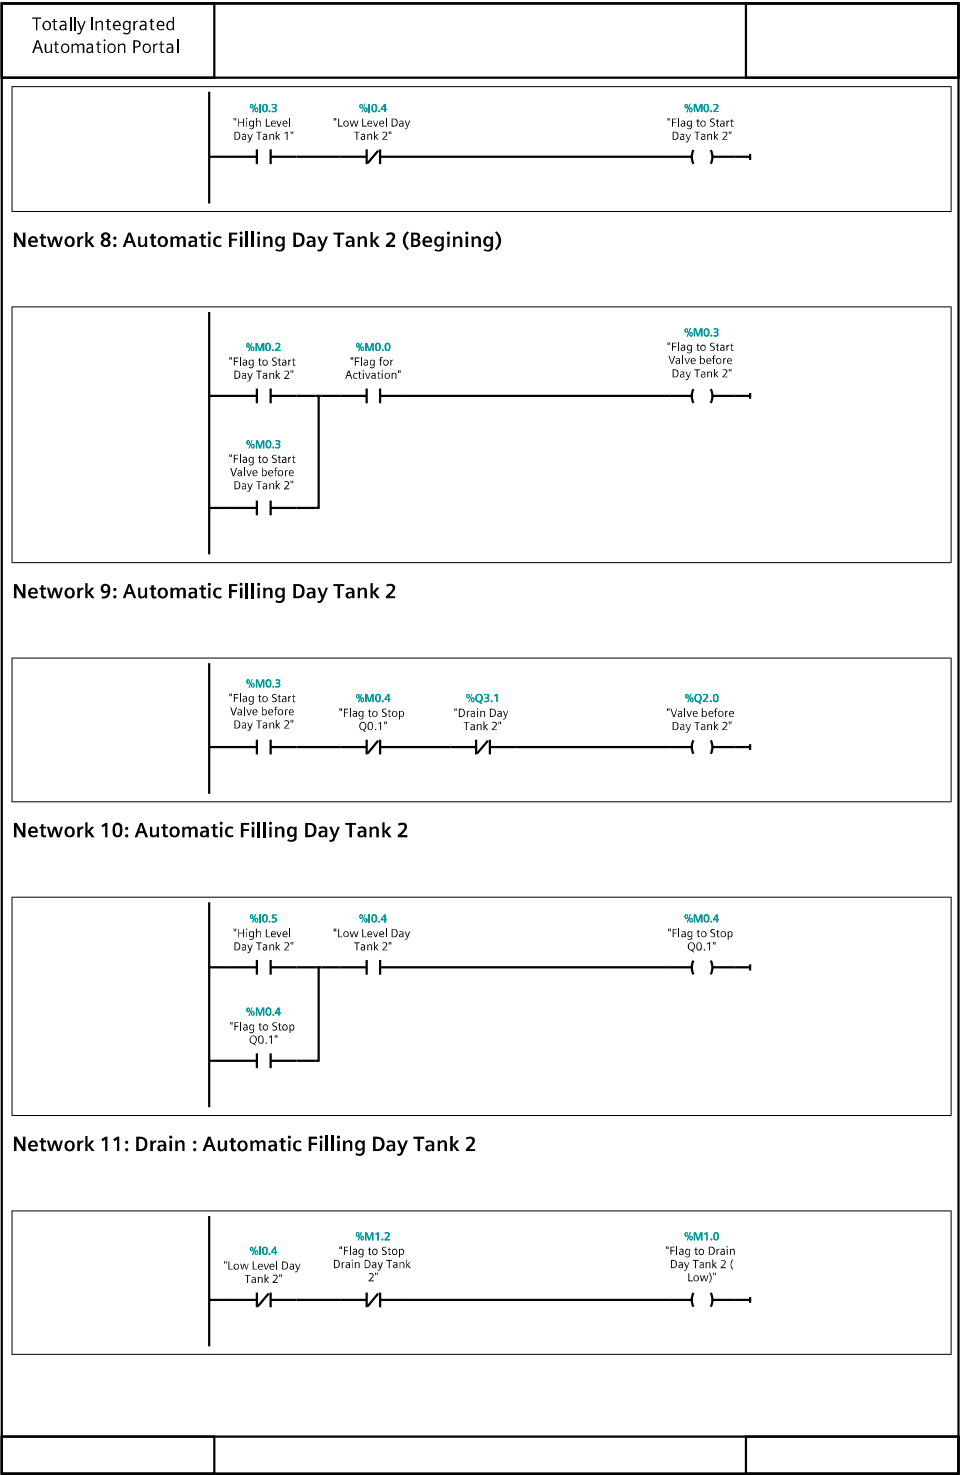 Totally Integrated
Automation Portal
%I0.3
"High Level
Day Tank 1"
%I0.4
"Low Level Day
Tank 2"
%M0.2
"Flag to Start
Day Tank 2"
Network 8: Automatic Filling Day Tank 2 (Begining)
%M0.2
"Flag to Start
Day Tank 2"
%M0.0
"Flag for
Activation"
%M0.3
"Flag to Start
Valve before
Day Tank 2"
%M0.3
"Flag to Start
Valve before
Day Tank 2"
Network 9: Automatic Filling Day Tank 2
%M0.3
"Flag to Start
Valve before
Day Tank 2"
%M0.4
"Flag to Stop
Q0.1"
%Q3.1
"Drain Day
Tank 2"
%Q2.0
"Valve before
Day Tank 2"
Network 10: Automatic Filling Day Tank 2
%I0.5
"High Level
Day Tank 2"
%I0.4
"Low Level Day
Tank 2"
%M0.4
"Flag to Stop
Q0.1"
%M0.4
"Flag to Stop
Q0.1"
Network 11: Drain : Automatic Filling Day Tank 2
%I0.4
"Low Level Day
Tank 2"
%M1.2
"Flag to Stop
Drain Day Tank
2"
%M1.0
"Flag to Drain
Day Tank 2 (
Low)"